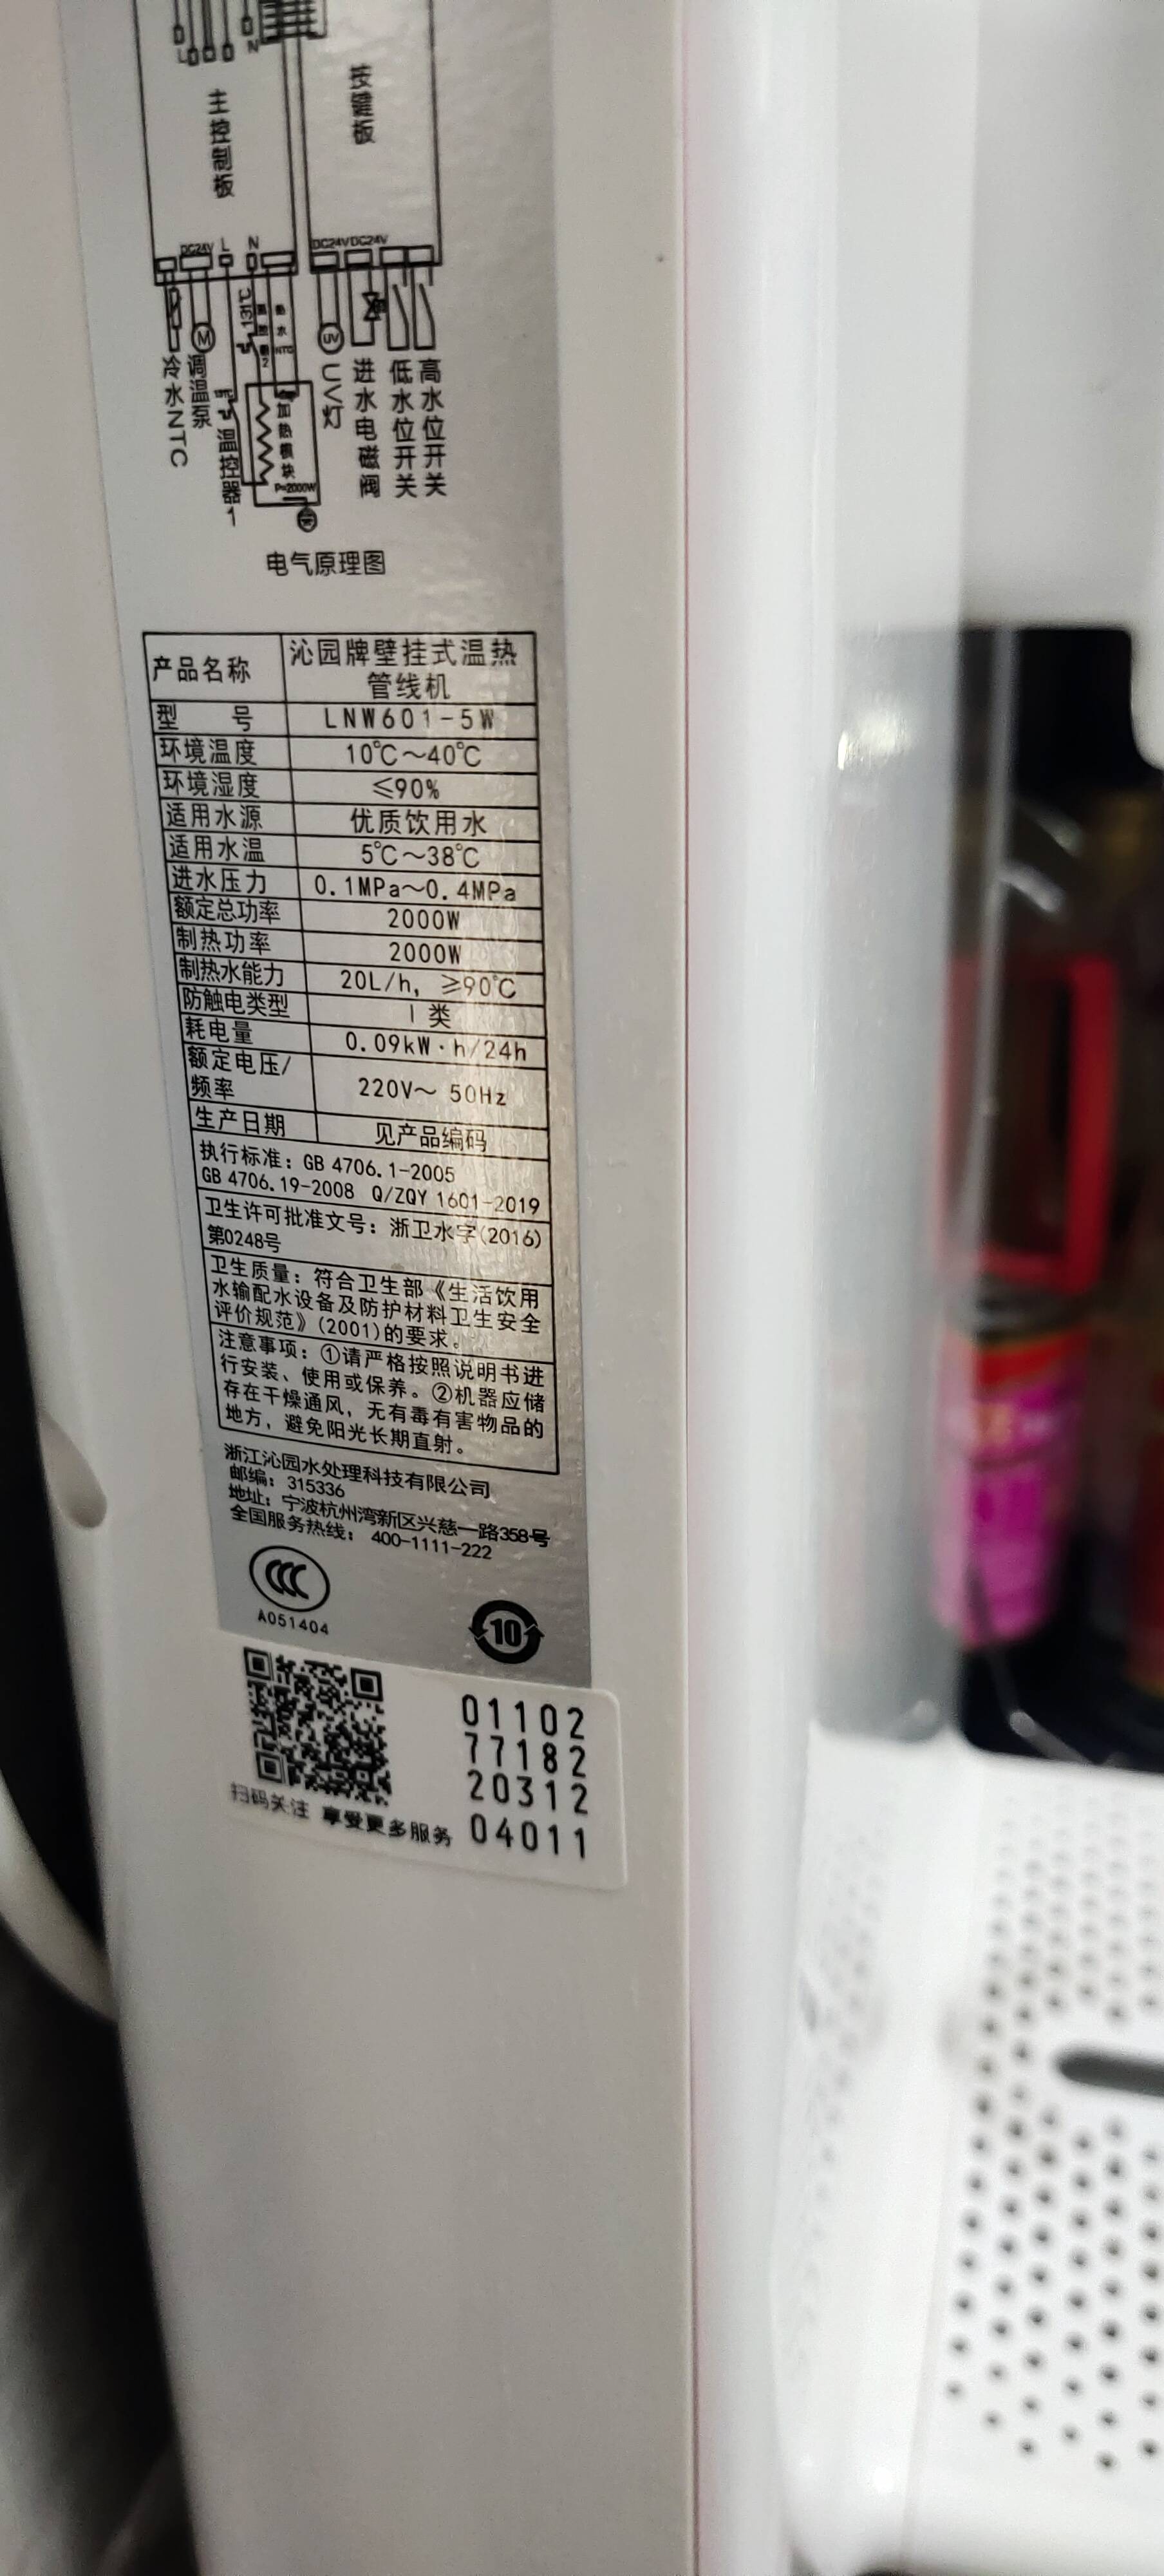 L
N
主控制板
按键板
DC24V
L
N
DC24V
DC24V
冷水NTC
M
调温泵
温控器1
131℃
加热模块
P=2000W
UV
UV灯
进水电磁阀
低水位开关
高水位开关
电气原理图
产品名称 沁园牌壁挂式温热
管线机
型 号 LNW601-5W
环境温度 10℃～40℃
环境湿度 ≤90%
适用水源 优质饮用水
适用水温 5℃～38℃
进水压力 0.1MPa～0.4MPa
额定总功率 2000W
制热功率 2000W
制热水能力 20L/h，≥90℃
防触电类型 I 类
耗电量 0.09kW·h/24h
额定电压/
频率 220V～ 50Hz
生产日期 见产品编码
执行标准：GB 4706.1-2005
GB 4706.19-2008 Q/ZQY 1601-2019
卫生许可批准文号：浙卫水字(2016)
第0248号
卫生质量：符合卫生部《生活饮用
水输配水设备及防护材料卫生安全
评价规范》(2001)的要求。
注意事项：①请严格按照说明书进
行安装、使用或保养。②机器应储
存在干燥通风，无有毒有害物品的
地方，避免阳光长期直射。
浙江沁园水处理科技有限公司
邮编：315336
地址：宁波杭州湾新区兴慈一路358号
全国服务热线：400-1111-222
CCC
A051404
10
01102
77182
20312
04011
扫码关注 享受更多服务